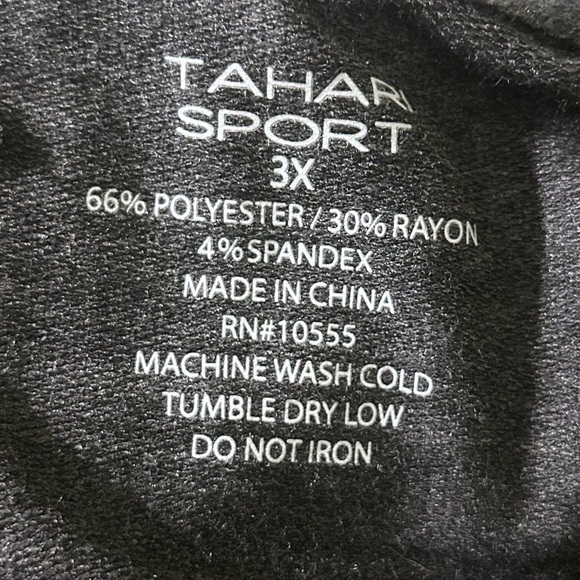 TAHARI
SPORT
3X
66% POLYESTER / 30% RAYON
4% SPANDEX
MADE IN CHINA
RN#10555
MACHINE WASH COLD
TUMBLE DRY LOW
DO NOT IRON